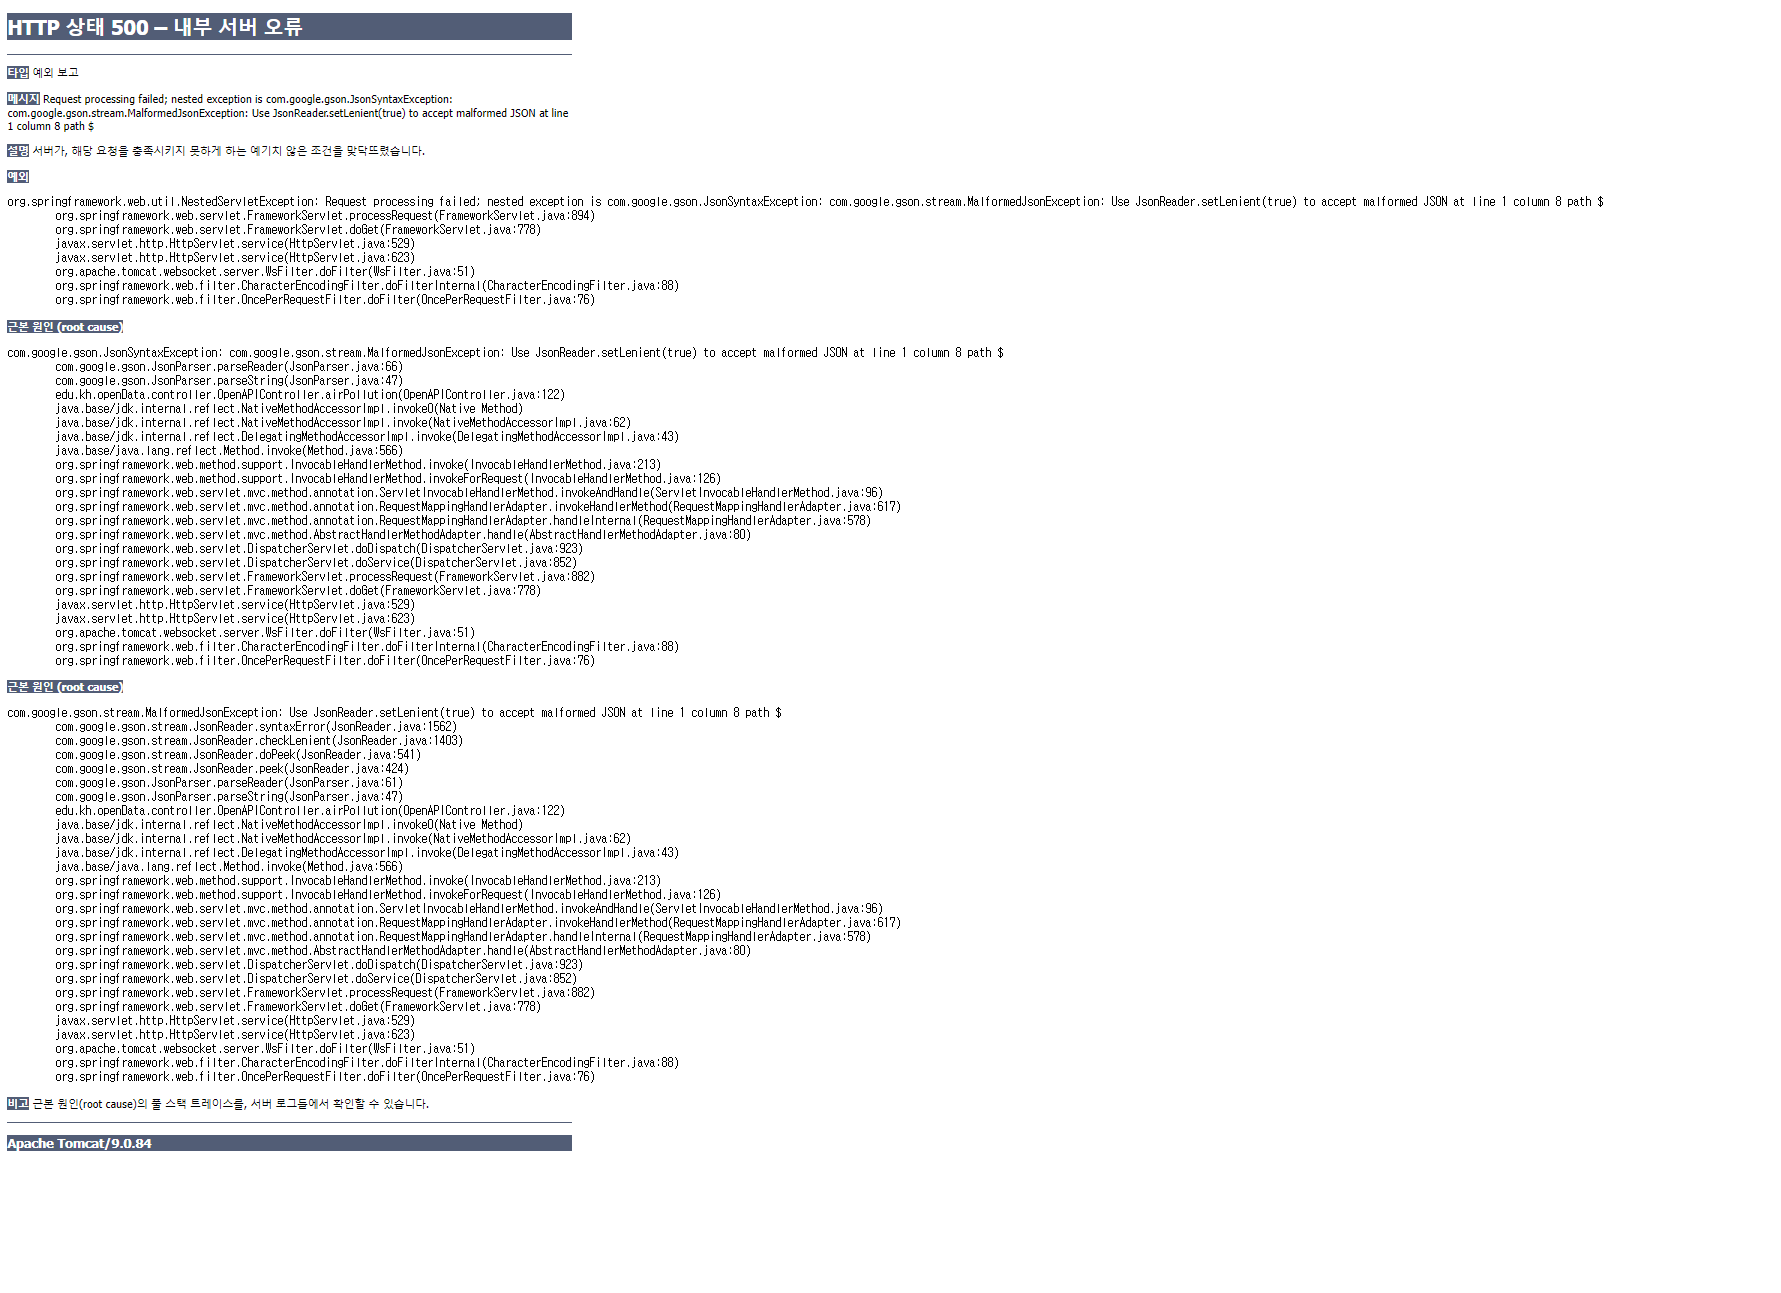 HTTP 상태 500 – 내부 서버 오류
타입 예외 보고
메시지 Request processing failed; nested exception is com.google.gson.JsonSyntaxException:
com.google.gson.stream.MalformedJsonException: Use JsonReader.setLenient(true) to accept malformed JSON at line
1 column 8 path $
설명 서버가, 해당 요청을 충족시키지 못하게 하는 예기치 않은 조건을 맞닥뜨렸습니다.
예외
org.springframework.web.util.NestedServletException: Request processing failed; nested exception is com.google.gson.JsonSyntaxException: com.google.gson.stream.MalformedJsonException: Use JsonReader.setLenient(true) to accept malformed JSON at line 1 column 8 path $
org.springframework.web.servlet.FrameworkServlet.processRequest(FrameworkServlet.java:894)
org.springframework.web.servlet.FrameworkServlet.doGet(FrameworkServlet.java:778)
javax.servlet.http.HttpServlet.service(HttpServlet.java:529)
javax.servlet.http.HttpServlet.service(HttpServlet.java:623)
org.apache.tomcat.websocket.server.WsFilter.doFilter(WsFilter.java:51)
org.springframework.web.filter.CharacterEncodingFilter.doFilterInternal(CharacterEncodingFilter.java:88)
org.springframework.web.filter.OncePerRequestFilter.doFilter(OncePerRequestFilter.java:76)
근본 원인 (root cause)
com.google.gson.JsonSyntaxException: com.google.gson.stream.MalformedJsonException: Use JsonReader.setLenient(true) to accept malformed JSON at line 1 column 8 path $
com.google.gson.JsonParser.parseReader(JsonParser.java:66)
com.google.gson.JsonParser.parseString(JsonParser.java:47)
edu.kh.openData.controller.OpenAPIController.airPollution(OpenAPIController.java:122)
java.base/jdk.internal.reflect.NativeMethodAccessorImpl.invoke0(Native Method)
java.base/jdk.internal.reflect.NativeMethodAccessorImpl.invoke(NativeMethodAccessorImpl.java:62)
java.base/jdk.internal.reflect.DelegatingMethodAccessorImpl.invoke(DelegatingMethodAccessorImpl.java:43)
java.base/java.lang.reflect.Method.invoke(Method.java:566)
org.springframework.web.method.support.InvocableHandlerMethod.invoke(InvocableHandlerMethod.java:213)
org.springframework.web.method.support.InvocableHandlerMethod.invokeForRequest(InvocableHandlerMethod.java:126)
org.springframework.web.servlet.mvc.method.annotation.ServletInvocableHandlerMethod.invokeAndHandle(ServletInvocableHandlerMethod.java:96)
org.springframework.web.servlet.mvc.method.annotation.RequestMappingHandlerAdapter.invokeHandlerMethod(RequestMappingHandlerAdapter.java:617)
org.springframework.web.servlet.mvc.method.annotation.RequestMappingHandlerAdapter.handleInternal(RequestMappingHandlerAdapter.java:578)
org.springframework.web.servlet.mvc.method.AbstractHandlerMethodAdapter.handle(AbstractHandlerMethodAdapter.java:80)
org.springframework.web.servlet.DispatcherServlet.doDispatch(DispatcherServlet.java:923)
org.springframework.web.servlet.DispatcherServlet.doService(DispatcherServlet.java:852)
org.springframework.web.servlet.FrameworkServlet.processRequest(FrameworkServlet.java:882)
org.springframework.web.servlet.FrameworkServlet.doGet(FrameworkServlet.java:778)
javax.servlet.http.HttpServlet.service(HttpServlet.java:529)
javax.servlet.http.HttpServlet.service(HttpServlet.java:623)
org.apache.tomcat.websocket.server.WsFilter.doFilter(WsFilter.java:51)
org.springframework.web.filter.CharacterEncodingFilter.doFilterInternal(CharacterEncodingFilter.java:88)
org.springframework.web.filter.OncePerRequestFilter.doFilter(OncePerRequestFilter.java:76)
근본 원인 (root cause)
com.google.gson.stream.MalformedJsonException: Use JsonReader.setLenient(true) to accept malformed JSON at line 1 column 8 path $
com.google.gson.stream.JsonReader.syntaxError(JsonReader.java:1562)
com.google.gson.stream.JsonReader.checkLenient(JsonReader.java:1403)
com.google.gson.stream.JsonReader.doPeek(JsonReader.java:541)
com.google.gson.stream.JsonReader.peek(JsonReader.java:424)
com.google.gson.JsonParser.parseReader(JsonParser.java:61)
com.google.gson.JsonParser.parseString(JsonParser.java:47)
edu.kh.openData.controller.OpenAPIController.airPollution(OpenAPIController.java:122)
java.base/jdk.internal.reflect.NativeMethodAccessorImpl.invoke0(Native Method)
java.base/jdk.internal.reflect.NativeMethodAccessorImpl.invoke(NativeMethodAccessorImpl.java:62)
java.base/jdk.internal.reflect.DelegatingMethodAccessorImpl.invoke(DelegatingMethodAccessorImpl.java:43)
java.base/java.lang.reflect.Method.invoke(Method.java:566)
org.springframework.web.method.support.InvocableHandlerMethod.invoke(InvocableHandlerMethod.java:213)
org.springframework.web.method.support.InvocableHandlerMethod.invokeForRequest(InvocableHandlerMethod.java:126)
org.springframework.web.servlet.mvc.method.annotation.ServletInvocableHandlerMethod.invokeAndHandle(ServletInvocableHandlerMethod.java:96)
org.springframework.web.servlet.mvc.method.annotation.RequestMappingHandlerAdapter.invokeHandlerMethod(RequestMappingHandlerAdapter.java:617)
org.springframework.web.servlet.mvc.method.annotation.RequestMappingHandlerAdapter.handleInternal(RequestMappingHandlerAdapter.java:578)
org.springframework.web.servlet.mvc.method.AbstractHandlerMethodAdapter.handle(AbstractHandlerMethodAdapter.java:80)
org.springframework.web.servlet.DispatcherServlet.doDispatch(DispatcherServlet.java:923)
org.springframework.web.servlet.DispatcherServlet.doService(DispatcherServlet.java:852)
org.springframework.web.servlet.FrameworkServlet.processRequest(FrameworkServlet.java:882)
org.springframework.web.servlet.FrameworkServlet.doGet(FrameworkServlet.java:778)
javax.servlet.http.HttpServlet.service(HttpServlet.java:529)
javax.servlet.http.HttpServlet.service(HttpServlet.java:623)
org.apache.tomcat.websocket.server.WsFilter.doFilter(WsFilter.java:51)
org.springframework.web.filter.CharacterEncodingFilter.doFilterInternal(CharacterEncodingFilter.java:88)
org.springframework.web.filter.OncePerRequestFilter.doFilter(OncePerRequestFilter.java:76)
비고 근본 원인(root cause)의 풀 스택 트레이스를, 서버 로그들에서 확인할 수 있습니다.
Apache Tomcat/9.0.84